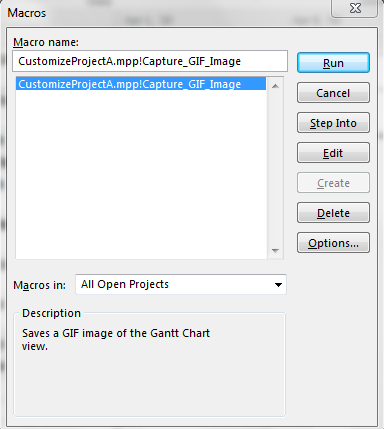 Macros
Macro name:
CustomizeProjectA.mpp!Capture_GIF_Image
Run
CustomizeProjectA.mpp!Capture_GIF_Image
Cancel
Step Into
Edit
Create
Delete
Options...
Macros in:
All Open Projects
Description
Saves a GIF image of the Gantt Chart
view.